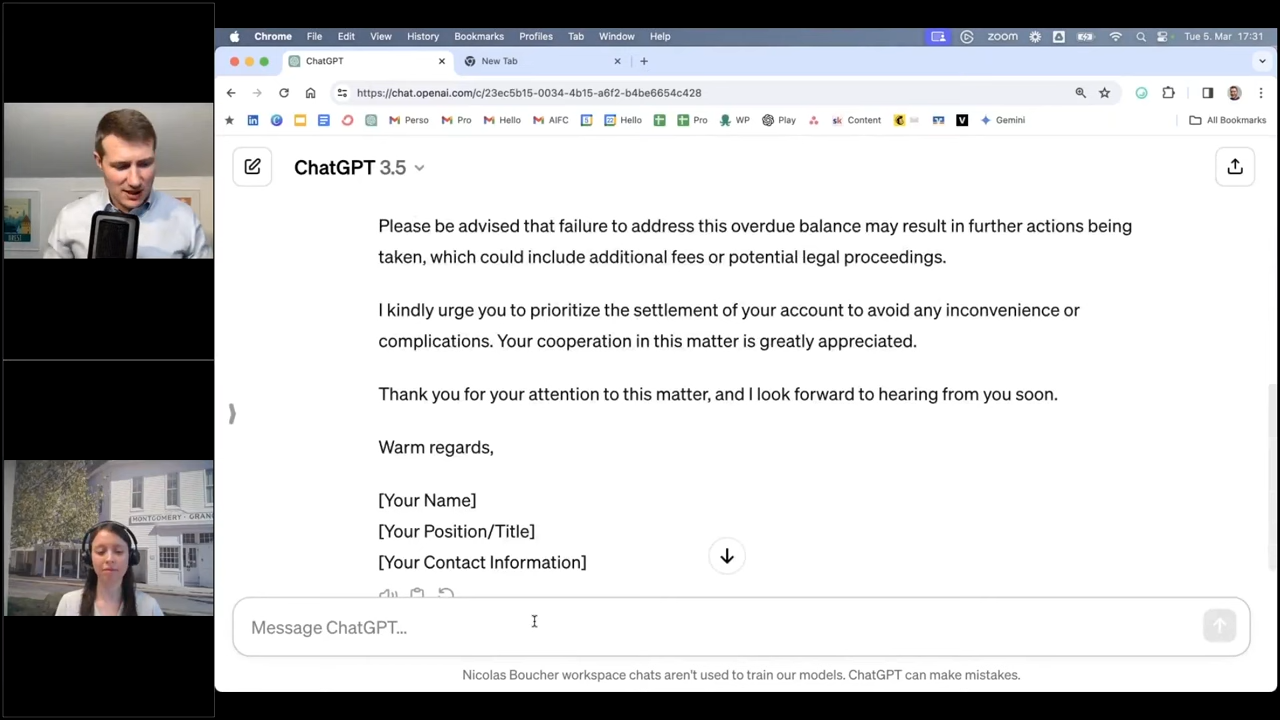 Chrome File Edit View History Bookmarks Profiles Tab Window Help zoom Tue 5. Mar 17:31
ChatGPT New Tab
https://chat.openai.com/c/23ec5b15-0034-4b15-a6f2-b4be6654c428
Perso Pro Hello AIFC Hello Pro WP Play Content Gemini All Bookmarks
ChatGPT 3.5
Please be advised that failure to address this overdue balance may result in further actions being
taken, which could include additional fees or potential legal proceedings.
I kindly urge you to prioritize the settlement of your account to avoid any inconvenience or
complications. Your cooperation in this matter is greatly appreciated.
Thank you for your attention to this matter, and I look forward to hearing from you soon.
Warm regards,
[Your Name]
[Your Position/Title]
[Your Contact Information]
Message ChatGPT...
Nicolas Boucher workspace chats aren't used to train our models. ChatGPT can make mistakes.
MONTGOMERY - GRAN